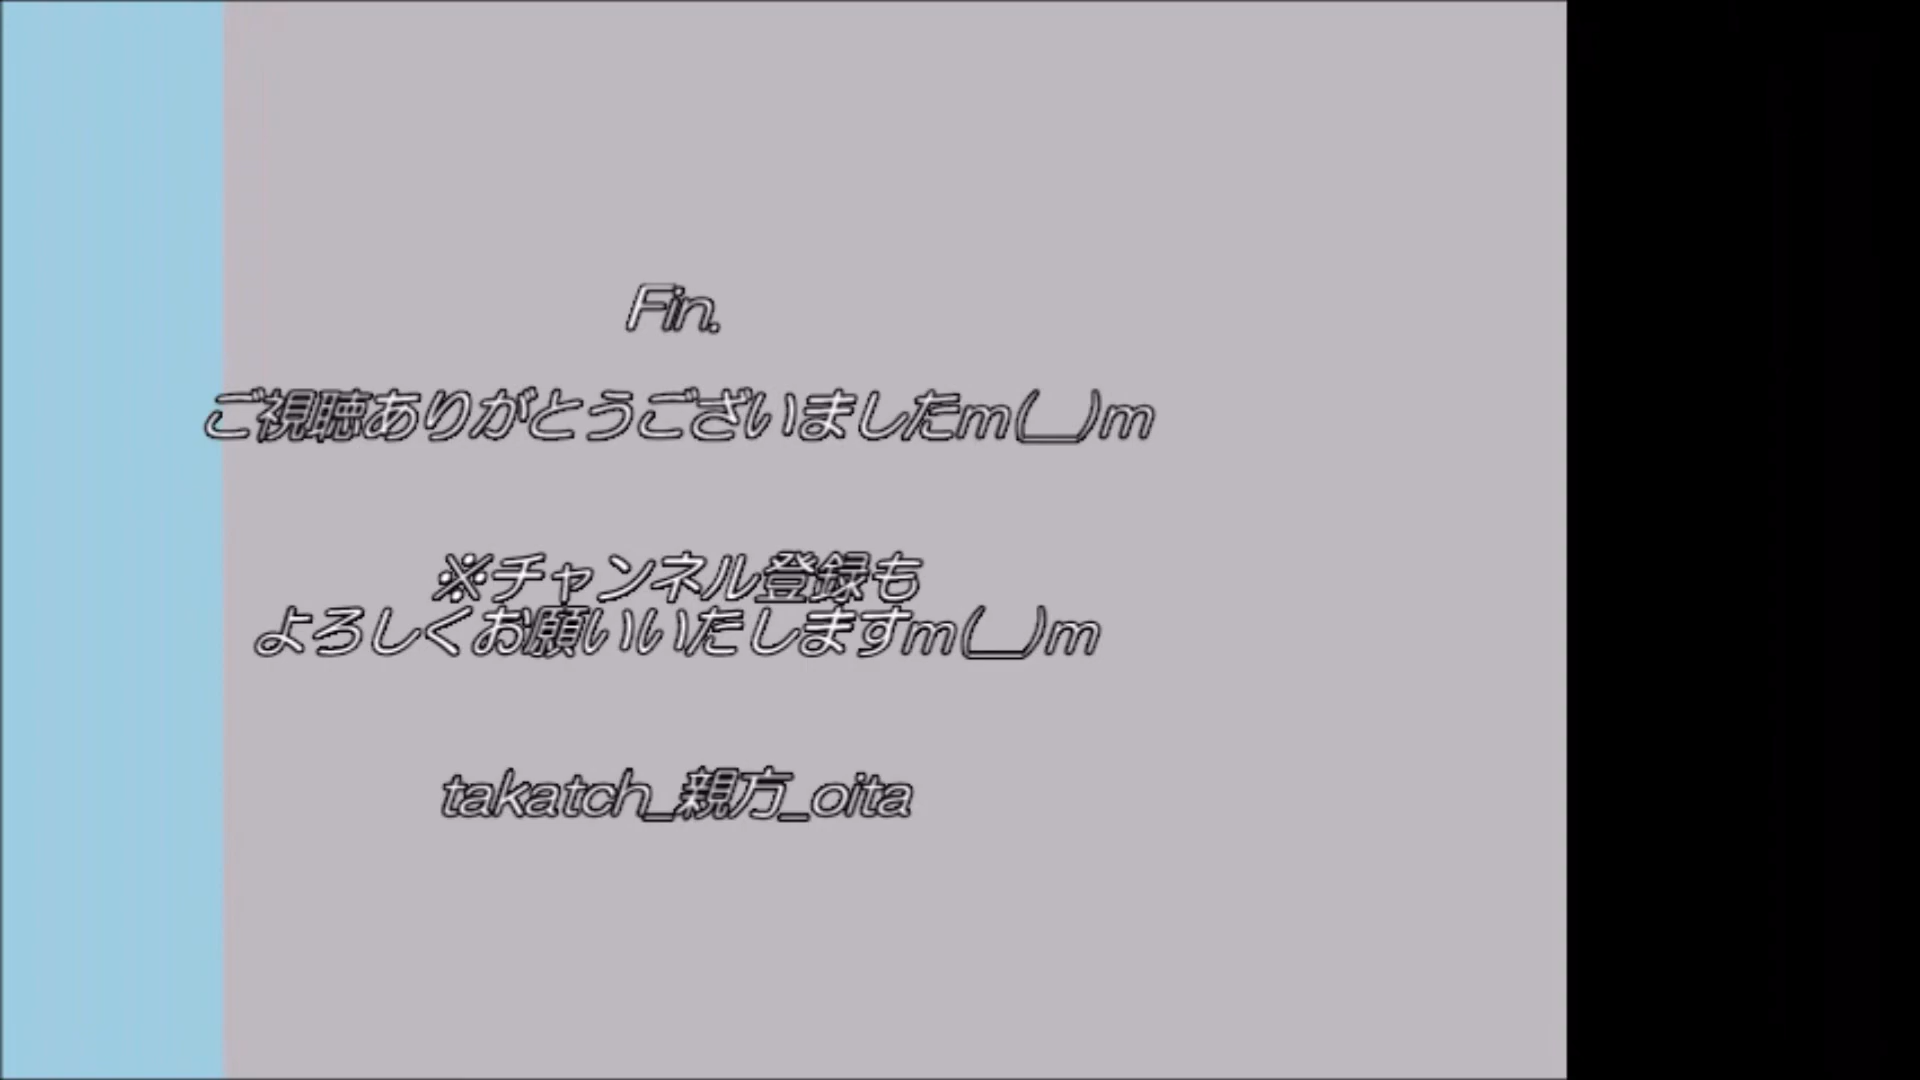 Fin.
ご視聴ありがとうございましたm(__)m
※チャンネル登録も
よろしくお願いいたしますm(__)m
takatch_親方_oita